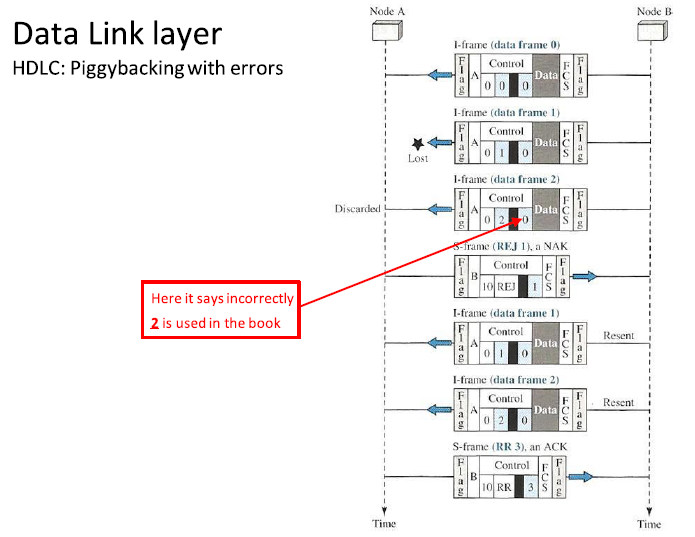 Data Link layer
HDLC: Piggybacking with errors
Node A
Node B
I-frame (data frame 0)
Flag A Control Data FCS Flag
0 0 0
I-frame (data frame 1)
Flag A Control Data FCS Flag
0 1 0
Lost
I-frame (data frame 2)
Flag A Control Data FCS Flag
0 2 0
Discarded
S-frame (REJ 1), a NAK
Flag B Control FCS Flag
10 REJ 1
Here it says incorrectly
2 is used in the book
I-frame (data frame 1)
Flag A Control Data FCS Flag
0 1 0
Resent
I-frame (data frame 2)
Flag A Control Data FCS Flag
0 2 0
Resent
S-frame (RR 3), an ACK
Flag B Control FCS Flag
10 RR 3
Time
Time